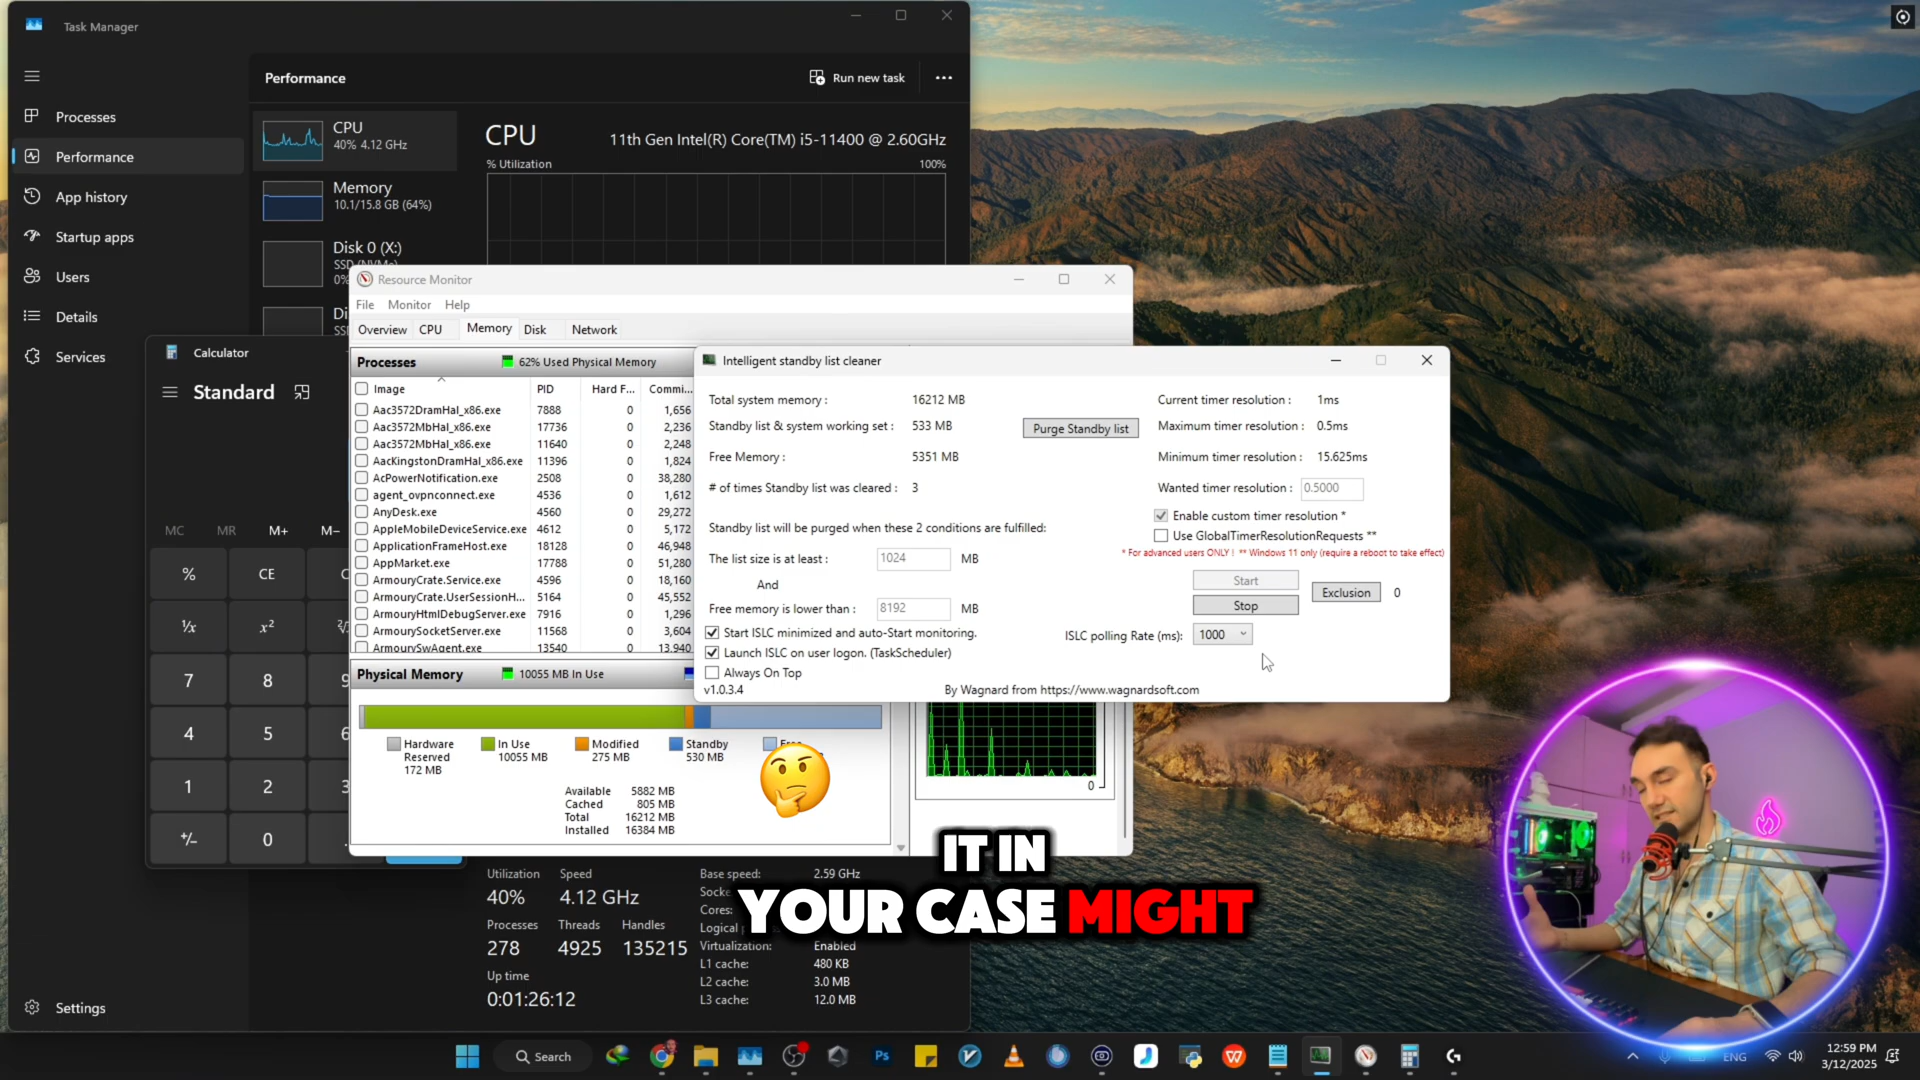 Task Manager
Performance
Run new task
Processes
Performance
App history
Startup apps
Users
Details
Services
Settings
CPU
40% 4.12 GHz
Memory
10.1/15.8 GB (64%)
Disk 0 (X:)
0%
CPU
11th Gen Intel(R) Core(TM) i5-11400 @ 2.60GHz
% Utilization
100%
Calculator
Standard
MC MR M+ M−
% CE
¹/x x²
7 8 9
4 5 6
1 2 3
+/− 0 .
Resource Monitor
File Monitor Help
Overview CPU Memory Disk Network
Processes 62% Used Physical Memory
Image PID Hard F... Commi...
Aac3572DramHal_x86.exe 7888 0 1,656
Aac3572MbHal_x86.exe 17736 0 2,236
Aac3572MbHal_x86.exe 11640 0 2,248
AacKingstonDramHal_x86.exe 11396 0 1,824
AcPowerNotification.exe 2508 0 38,280
agent_ovpnconnect.exe 4536 0 1,612
AnyDesk.exe 4560 0 29,272
AppleMobileDeviceService.exe 4612 0 5,172
ApplicationFrameHost.exe 18128 0 46,948
AppMarket.exe 17788 0 51,280
ArmouryCrate.Service.exe 4596 0 18,160
ArmouryCrate.UserSessionH... 5164 0 45,552
ArmouryHtmlDebugServer.exe 7916 0 1,296
ArmourySocketServer.exe 11568 0 3,604
ArmourySwAgent.exe 13428 0 13,940
Physical Memory 10055 MB In Use
Hardware Reserved 172 MB
In Use 10055 MB
Modified 275 MB
Standby 530 MB
Available 5882 MB
Cached 805 MB
Total 16212 MB
Installed 16384 MB
0
Intelligent standby list cleaner
Total system memory : 16212 MB
Standby list & system working set : 533 MB
Free Memory : 5351 MB
# of times Standby list was cleared : 3
Purge Standby list
Standby list will be purged when these 2 conditions are fulfilled:
The list size is at least : 1024 MB
And
Free memory is lower than : 8192 MB
Start ISLC minimized and auto-Start monitoring.
Launch ISLC on user logon. (TaskScheduler)
Always On Top
v1.0.3.4
By Wagnard from https://www.wagnardsoft.com
Current timer resolution : 1ms
Maximum timer resolution : 0.5ms
Minimum timer resolution : 15.625ms
Wanted timer resolution : 0.5000
Enable custom timer resolution *
Use GlobalTimerResolutionRequests **
* For advanced users ONLY ! ** Windows 11 only (require a reboot to take effect)
Start
Stop
Exclusion 0
ISLC polling Rate (ms): 1000
IT IN
YOUR CASE MIGHT
Utilization Speed
40% 4.12 GHz
Processes Threads Handles
278 4925 135215
Up time
0:01:26:12
Base speed: 2.59 GHz
Cores:
Logical
Virtualization: Enabled
L1 cache: 480 KB
L2 cache: 3.0 MB
L3 cache: 12.0 MB
Search
Ps
ENG
12:59 PM
3/12/2025